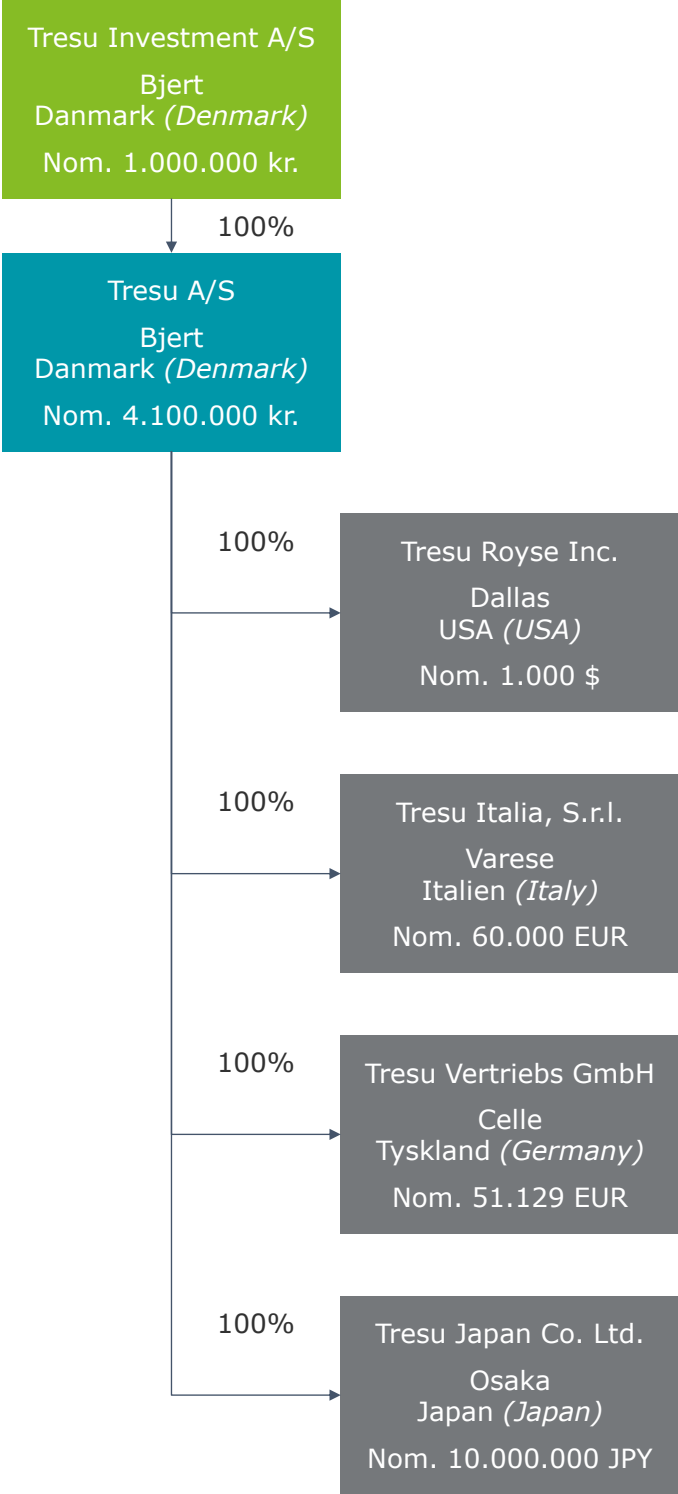 Tresu Investment A/S
Bjert
Danmark (Denmark)
Nom. 1.000.000 kr.
100%
Tresu A/S
Bjert
Danmark (Denmark)
Nom. 4.100.000 kr.
100%
Tresu Royse Inc.
Dallas
USA (USA)
Nom. 1.000 $
100%
Tresu Italia, S.r.l.
Varese
Italien (Italy)
Nom. 60.000 EUR
100%
Tresu Vertriebs GmbH
Celle
Tyskland (Germany)
Nom. 51.129 EUR
100%
Tresu Japan Co. Ltd.
Osaka
Japan (Japan)
Nom. 10.000.000 JPY